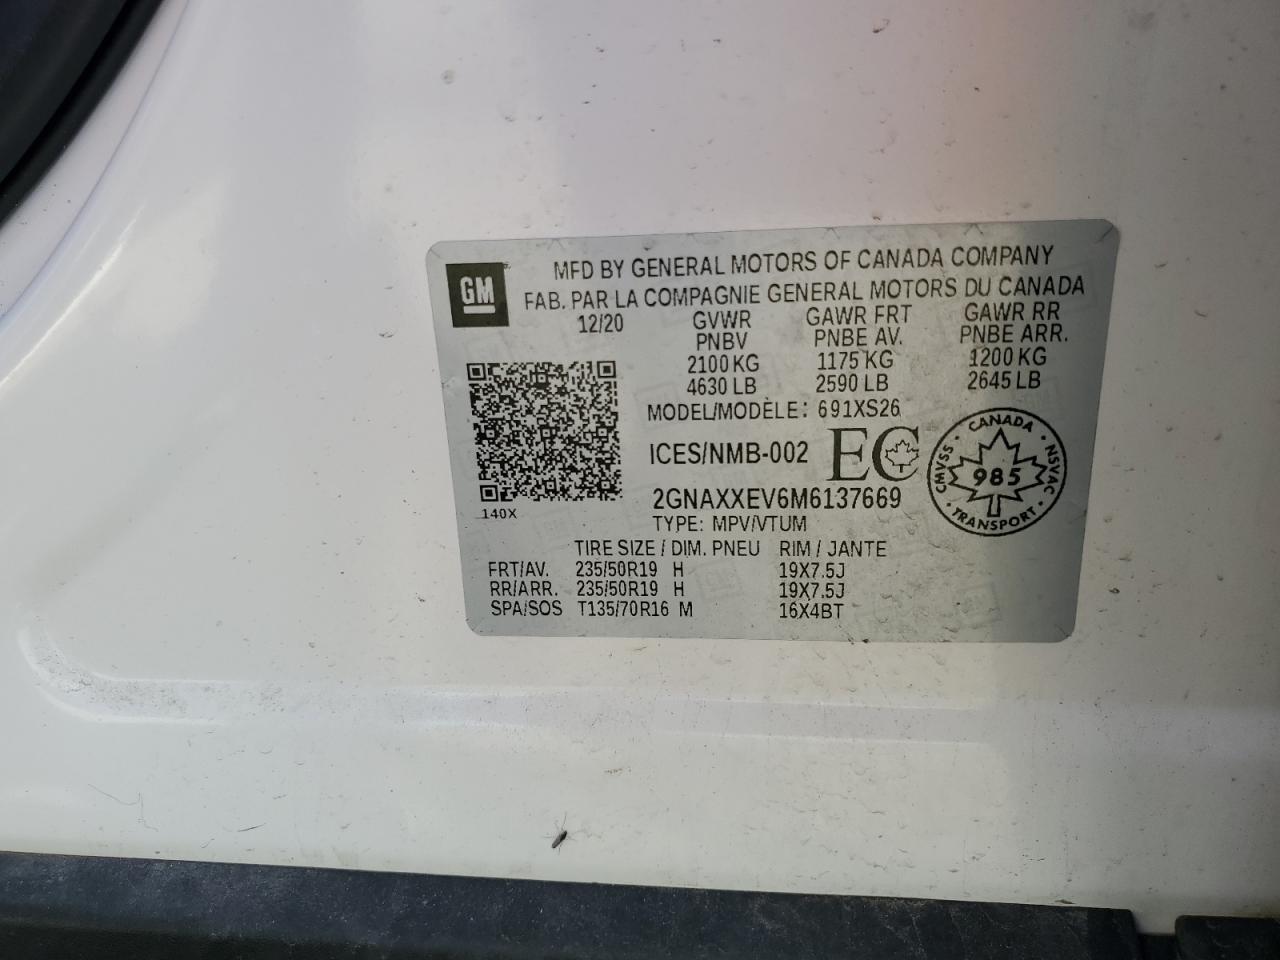 GM
MFD BY GENERAL MOTORS OF CANADA COMPANY
FAB. PAR LA COMPAGNIE GENERAL MOTORS DU CANADA
12/20 GVWR GAWR FRT GAWR RR
PNBV PNBE AV. PNBE ARR.
2100 KG 1175 KG 1200 KG
4630 LB 2590 LB 2645 LB
MODEL/MODÈLE: 691XS26
ICES/NMB-002 EC
CANADA
CMVSS · 985 · NSVAC
TRANSPORT
2GNAXXEV6M6137669
140X
TYPE: MPV/VTUM
TIRE SIZE / DIM. PNEU RIM / JANTE
FRT/AV. 235/50R19 H 19X7.5J
RR/ARR. 235/50R19 H 19X7.5J
SPA/SOS T135/70R16 M 16X4BT